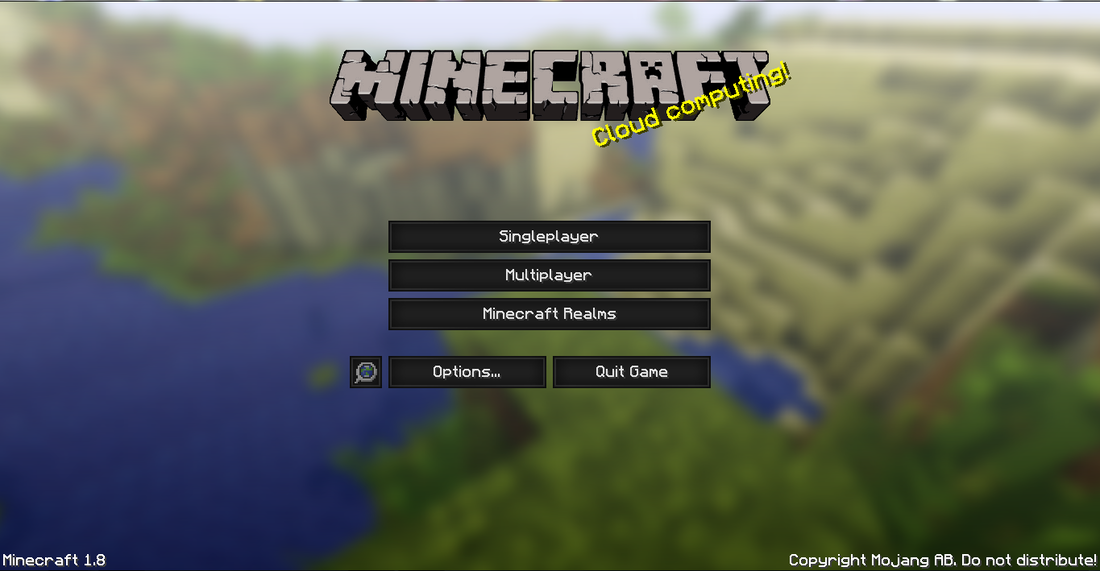 MINECRAFT
Cloud computing!
Singleplayer
Multiplayer
Minecraft Realms
Options...
Quit Game
Minecraft 1.8
Copyright Mojang AB. Do not distribute!